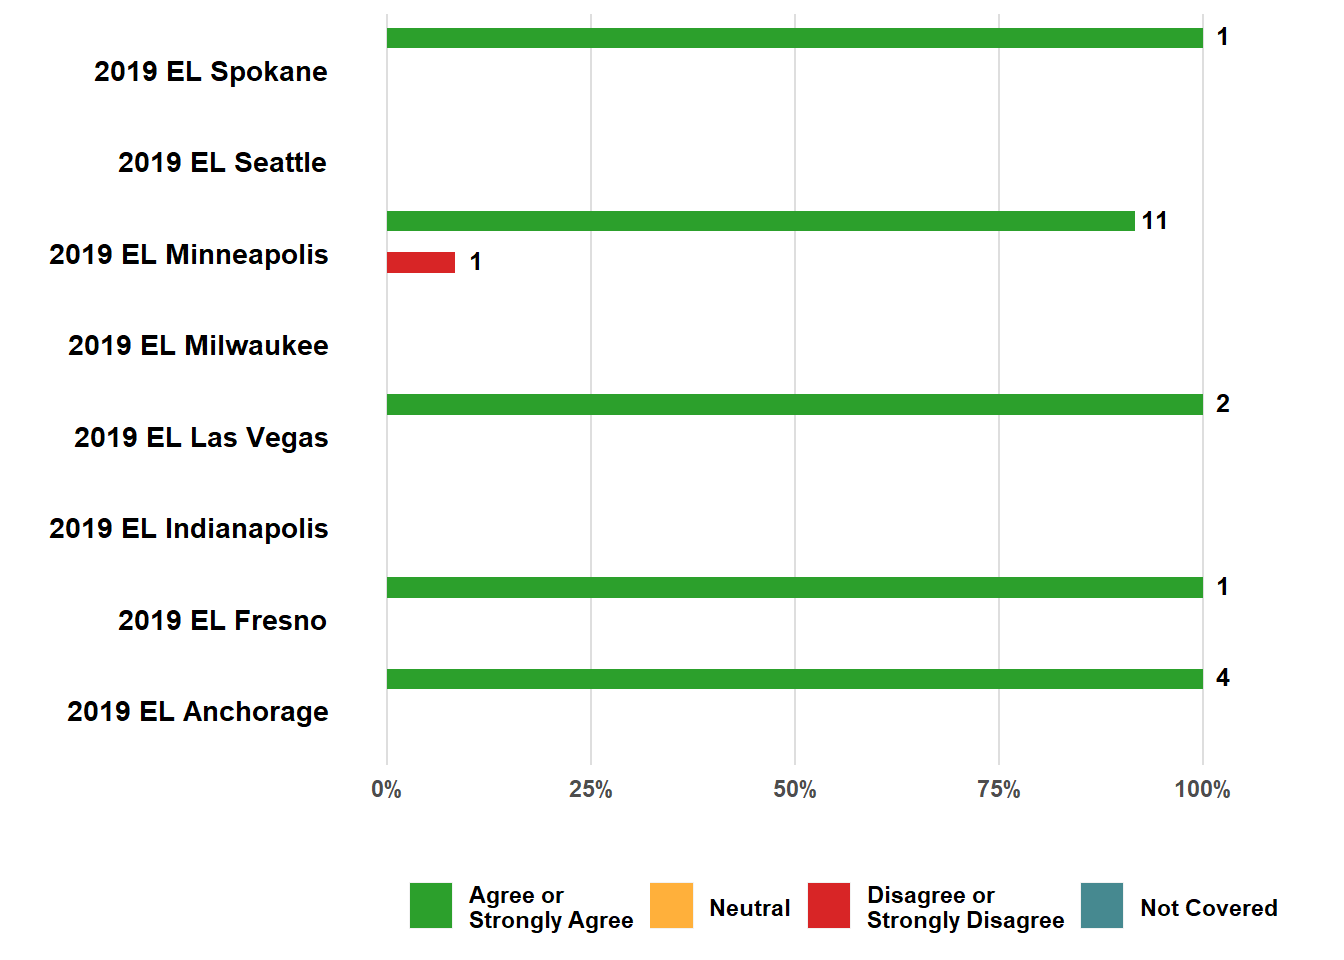 1
2019 EL Spokane
2019 EL Seattle
11
2019 EL Minneapolis
1
2019 EL Milwaukee
2
2019 EL Las Vegas
2019 EL Indianapolis
1
2019 EL Fresno
4
2019 EL Anchorage
0% 25% 50% 75% 100%
Agree or
Strongly Agree
Neutral
Disagree or
Strongly Disagree
Not Covered